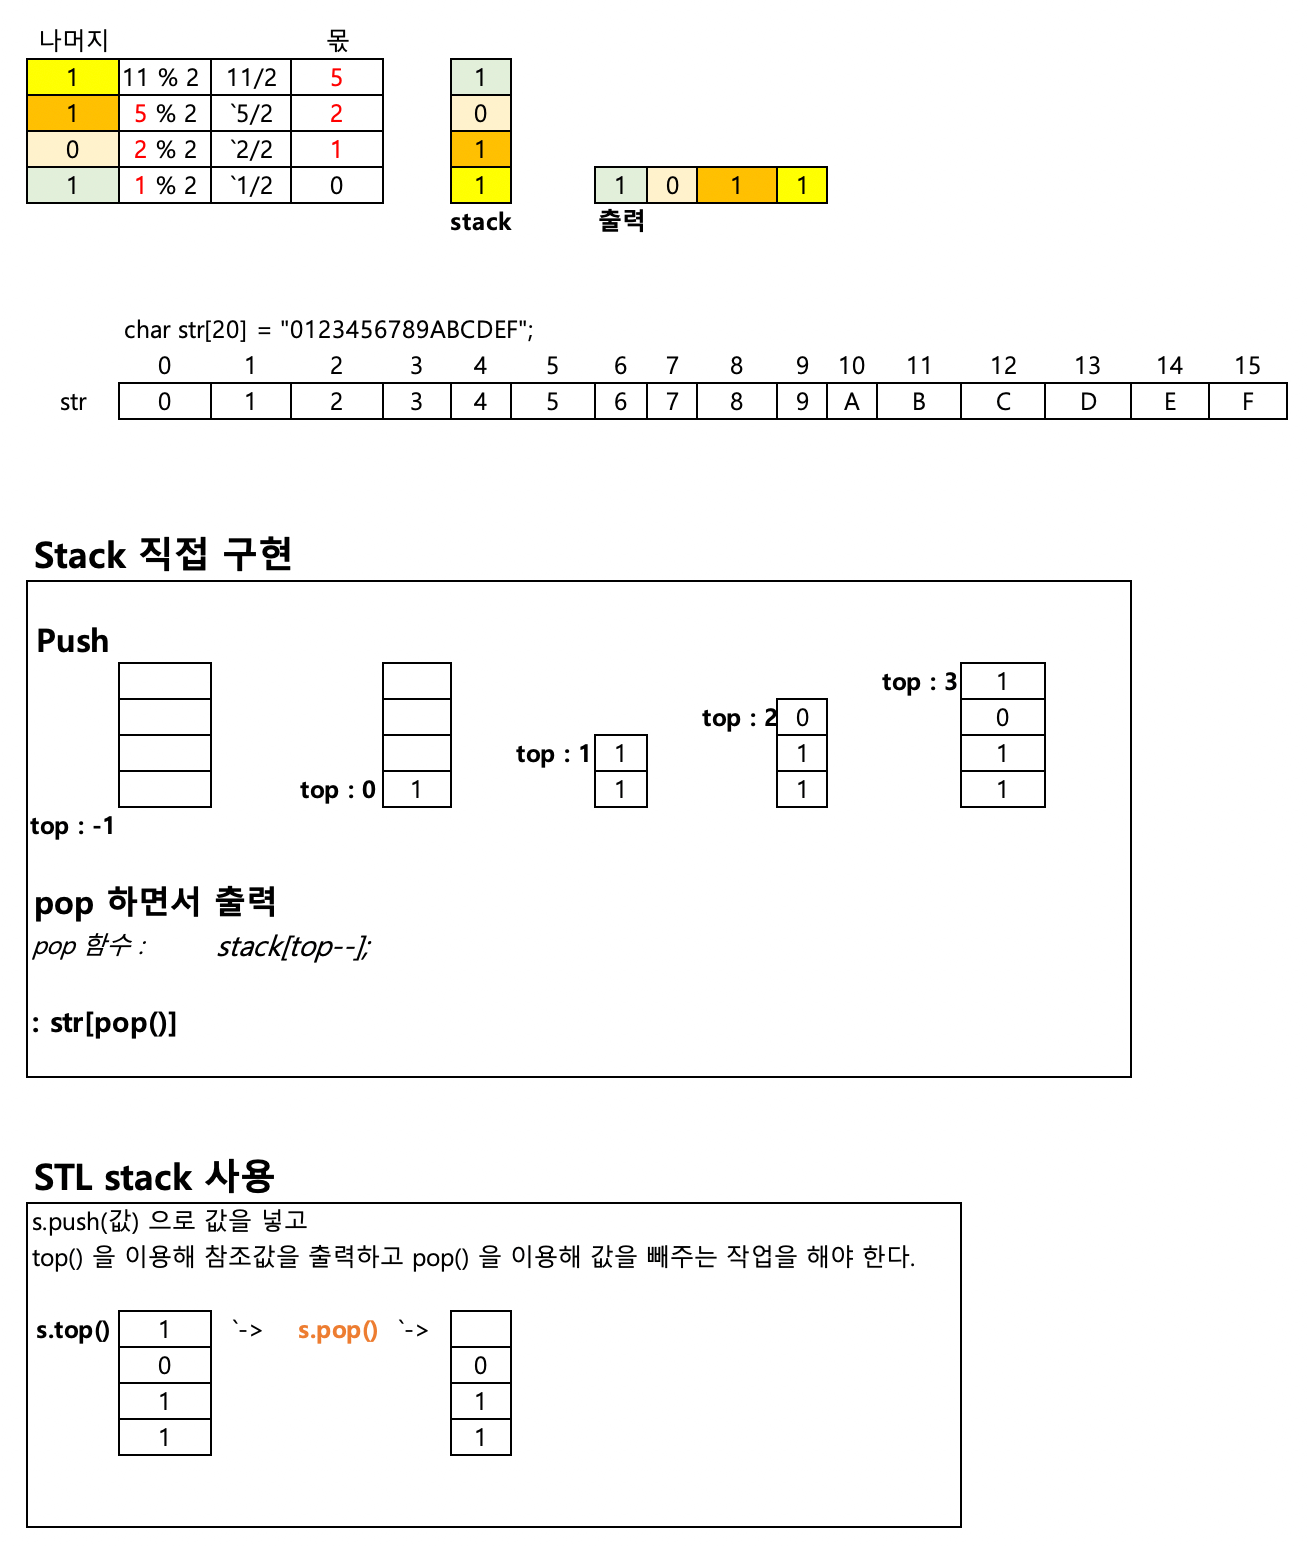 나머지 몫
1 11 % 2 11/2 5 1
1 5 % 2 `5/2 2 0
0 2 % 2 `2/2 1 1
1 1 % 2 `1/2 0 1 1 0 1 1
stack 출력
char str[20] = "0123456789ABCDEF";
0 1 2 3 4 5 6 7 8 9 10 11 12 13 14 15
str 0 1 2 3 4 5 6 7 8 9 A B C D E F
Stack 직접 구현
Push
top : 3 1
top : 2 0 0
top : 1 1 1 1
top : 0 1 1 1 1
top : -1
pop 하면서 출력
pop 함수 : stack[top--];
: str[pop()]
STL stack 사용
s.push(값) 으로 값을 넣고
top() 을 이용해 참조값을 출력하고 pop() 을 이용해 값을 빼주는 작업을 해야 한다.
s.top() 1 `-> s.pop() `->
0 0
1 1
1 1